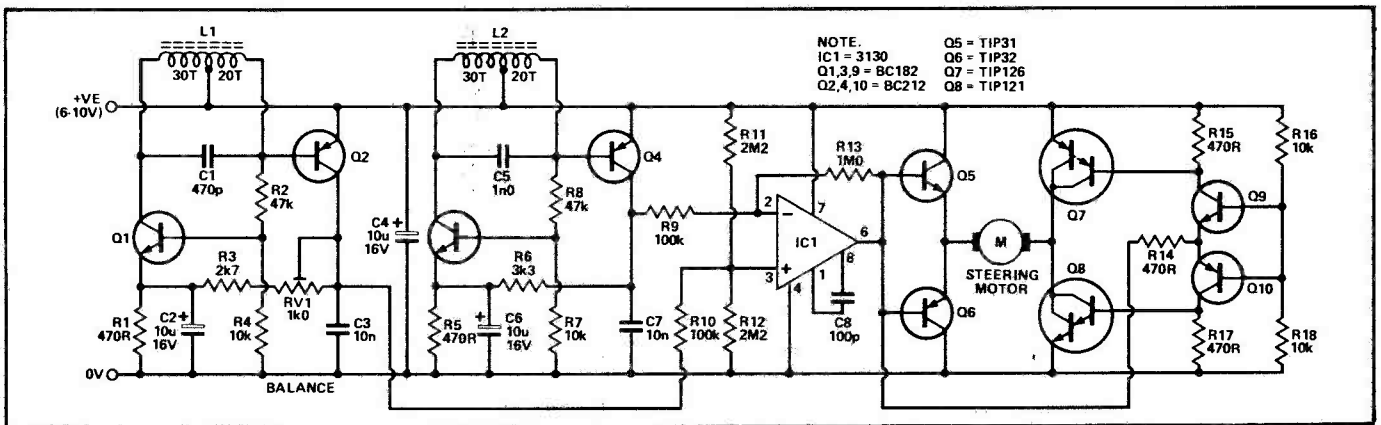 L1
30T 20T
+VE
(6-10V)
C1
470p
Q2
R2
47k
Q1
R3
2k7
RV1
1k0
R1
470R
C2
10u
16V
R4
10k
C3
10n
0V
BALANCE
C4
10u
16V
L2
30T 20T
C5
1n0
Q4
R8
47k
R6
3k3
R5
470R
C6
10u
16V
R7
10k
C7
10n
R9
100k
R10
100k
R11
2M2
R12
2M2
R13
1M0
NOTE.
IC1 = 3130
Q1,3,9 = BC182
Q2,4,10 = BC212
Q5 = TIP31
Q6 = TIP32
Q7 = TIP126
Q8 = TIP121
2
−
7
IC1
6
3
+
4
1
8
C8
100p
Q5
Q6
M
STEERING
MOTOR
Q7
Q8
R14
470R
R15
470R
R16
10k
Q9
Q10
R17
470R
R18
10k